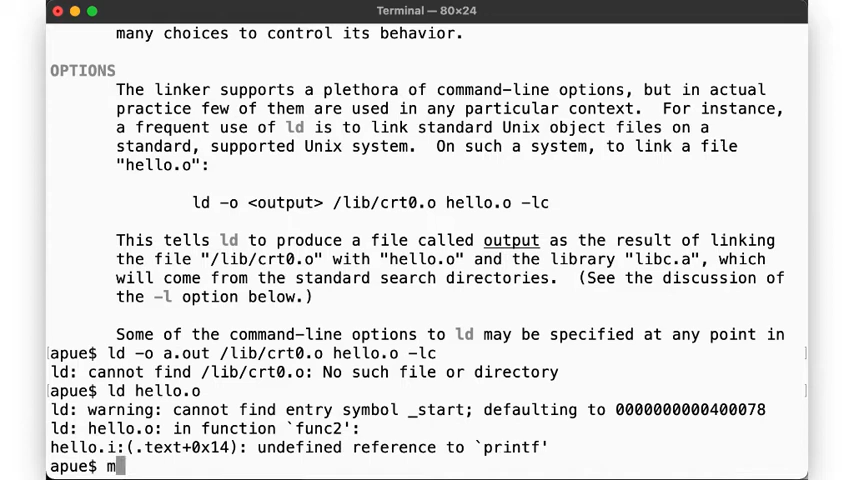 Terminal — 80×24
many choices to control its behavior.
OPTIONS
The linker supports a plethora of command-line options, but in actual
practice few of them are used in any particular context.  For instance,
a frequent use of ld is to link standard Unix object files on a
standard, supported Unix system.  On such a system, to link a file
"hello.o":
ld -o <output> /lib/crt0.o hello.o -lc
This tells ld to produce a file called output as the result of linking
the file "/lib/crt0.o" with "hello.o" and the library "libc.a", which
will come from the standard search directories.  (See the discussion of
the -l option below.)
Some of the command-line options to ld may be specified at any point in
apue$ ld -o a.out /lib/crt0.o hello.o -lc
ld: cannot find /lib/crt0.o: No such file or directory
apue$ ld hello.o
ld: warning: cannot find entry symbol _start; defaulting to 0000000000400078
ld: hello.o: in function `func2':
hello.i:(.text+0x14): undefined reference to `printf'
apue$ m